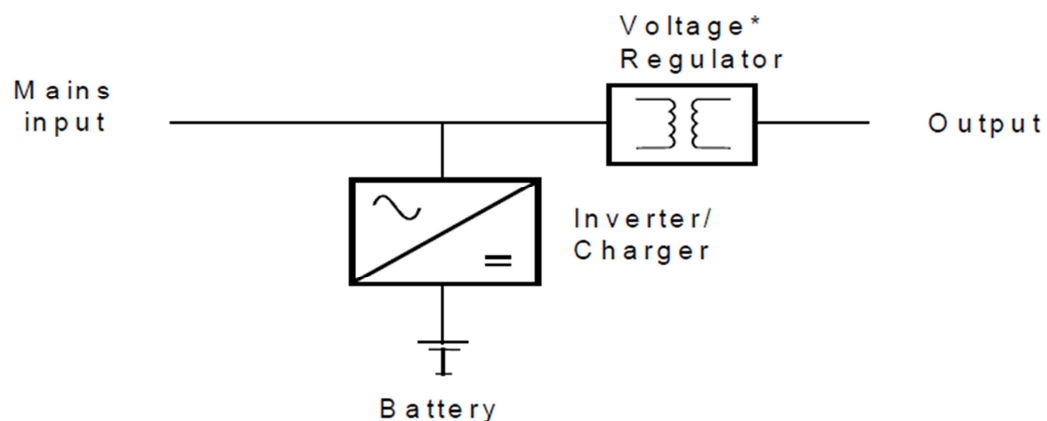 Voltage*
Regulator
Mains
input
Output
Inverter/
Charger
Battery